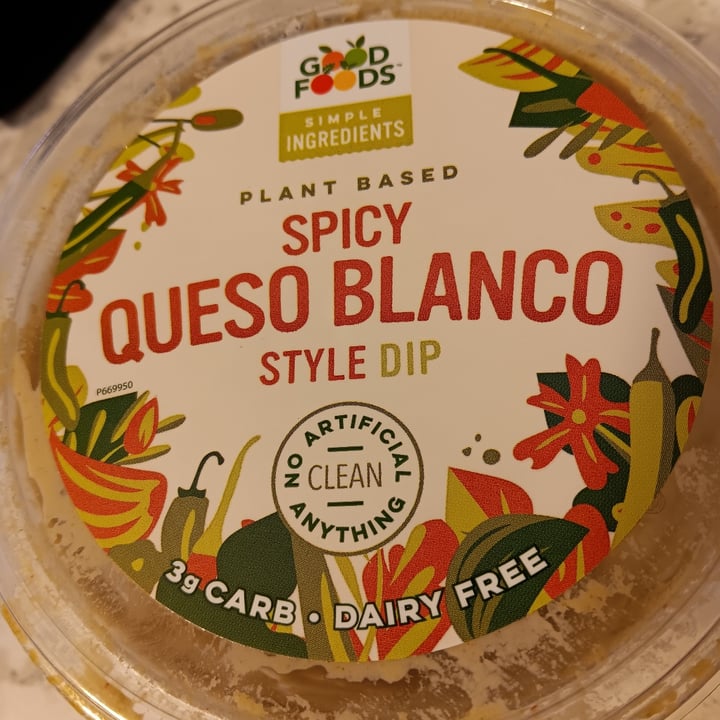 GOOD
FOODS™
SIMPLE
INGREDIENTS
PLANT BASED
SPICY
QUESO BLANCO
STYLE DIP
P669950
NO ARTIFICIAL
CLEAN
ANYTHING
3g CARB • DAIRY FREE